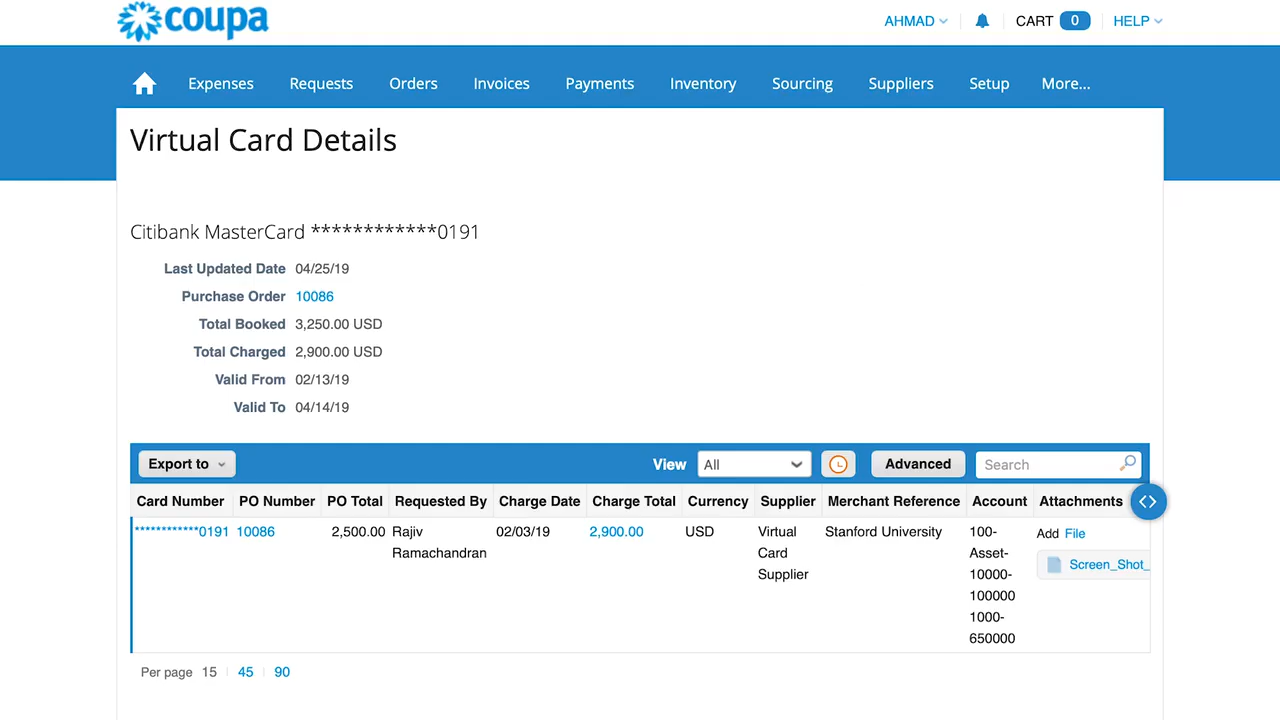 coupa
AHMAD
CART 0
HELP
Expenses Requests Orders Invoices Payments Inventory Sourcing Suppliers Setup More...
Virtual Card Details
Citibank MasterCard ************0191
Last Updated Date 04/25/19
Purchase Order 10086
Total Booked 3,250.00 USD
Total Charged 2,900.00 USD
Valid From 02/13/19
Valid To 04/14/19
Export to View All Advanced Search
Card Number PO Number PO Total Requested By Charge Date Charge Total Currency Supplier Merchant Reference Account Attachments
************0191 10086 2,500.00 Rajiv 02/03/19 2,900.00 USD Virtual Stanford University 100- Add File
Ramachandran Card Asset-
Supplier 10000- Screen_Shot_
100000
1000-
650000
Per page 15 45 90